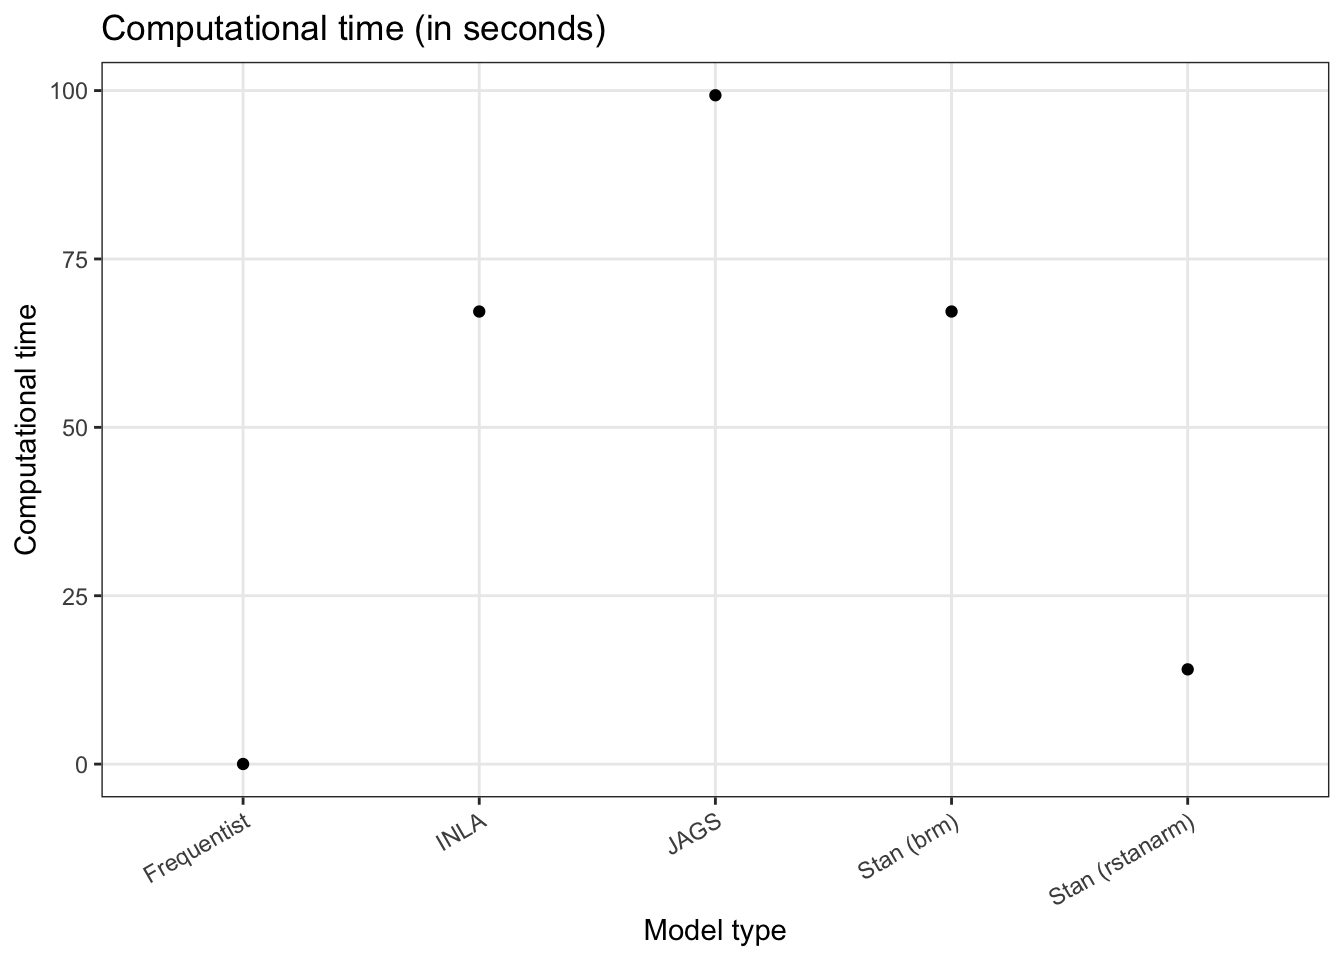 Computational time (in seconds)
Computational time
100
75
50
25
0
Frequentist
INLA
JAGS
Stan (brm)
Stan (rstanarm)
Model type